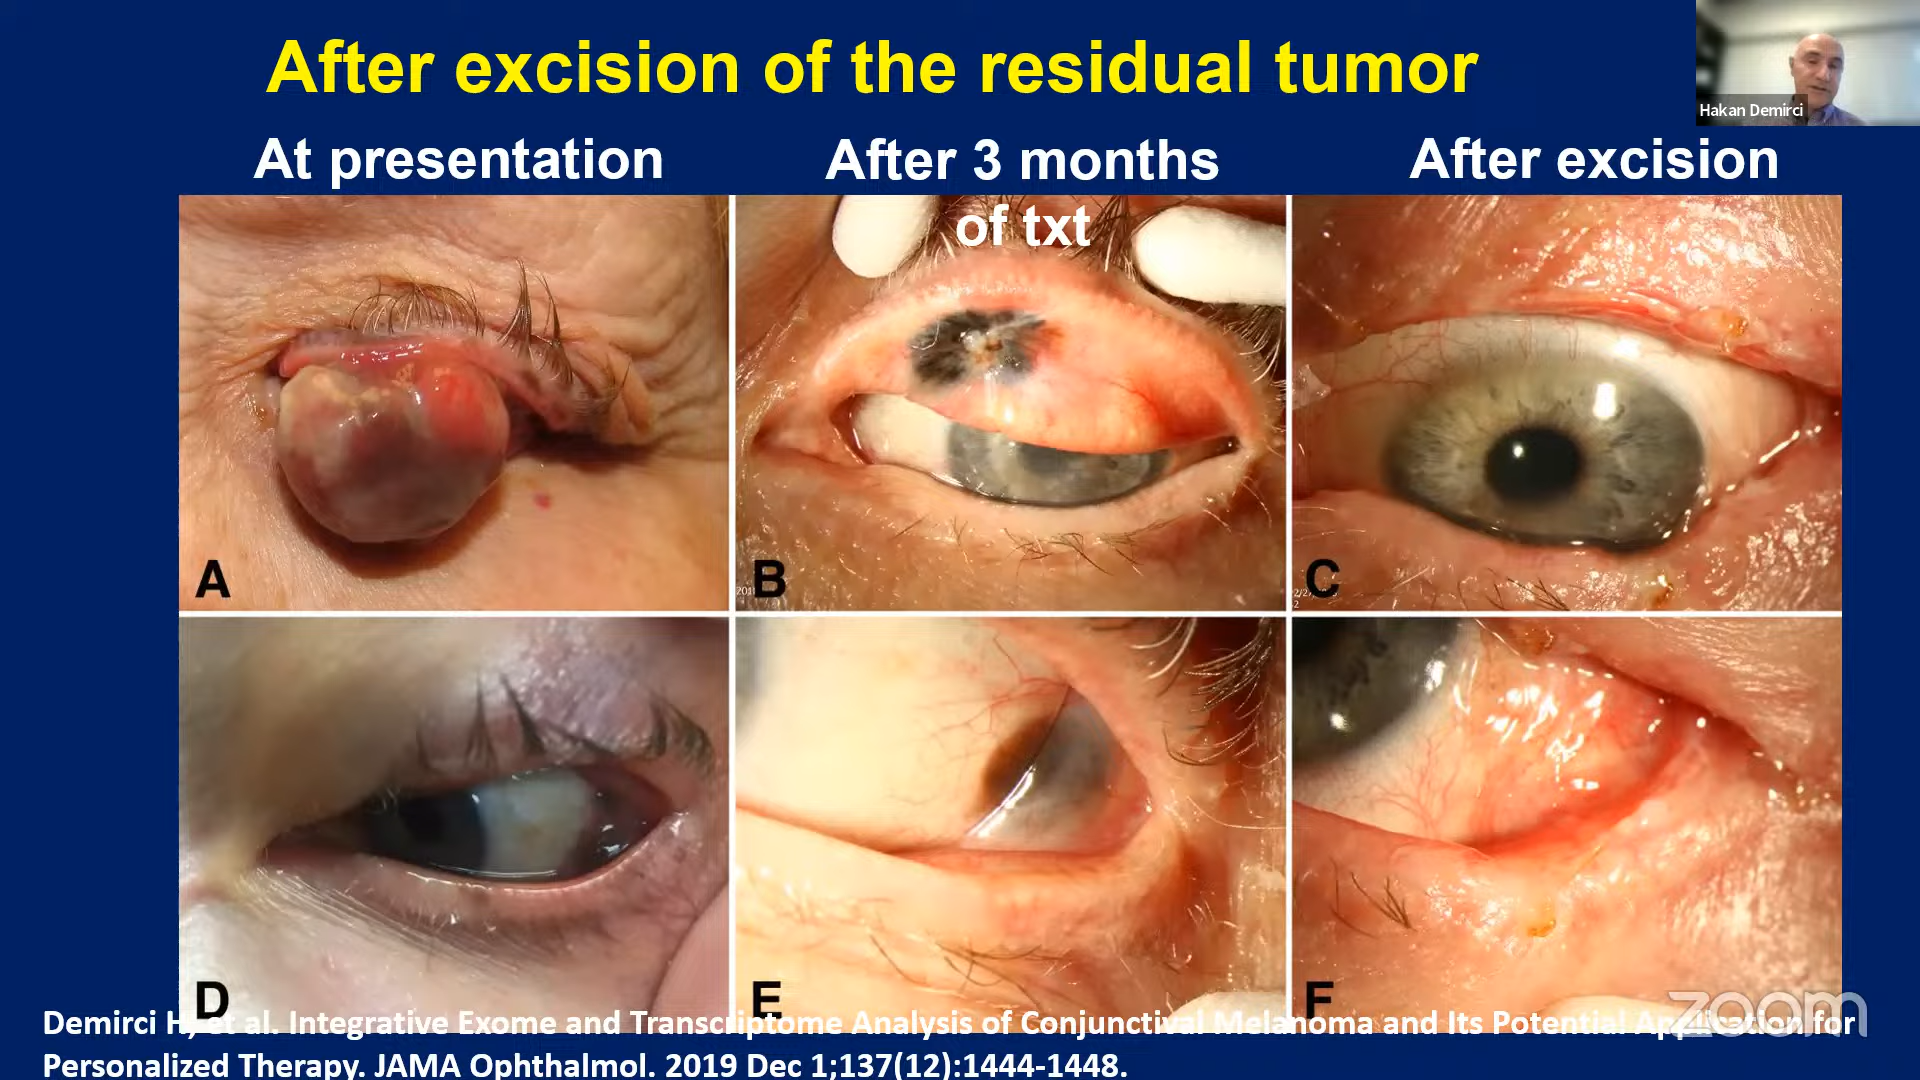 After excision of the residual tumor
Hakan Demirci
At presentation
After 3 months
of txt
After excision
A
B
C
D
E
F
zoom
Demirci H, et al. Integrative Exome and Transcriptome Analysis of Conjunctival Melanoma and Its Potential Application for
Personalized Therapy. JAMA Ophthalmol. 2019 Dec 1;137(12):1444-1448.